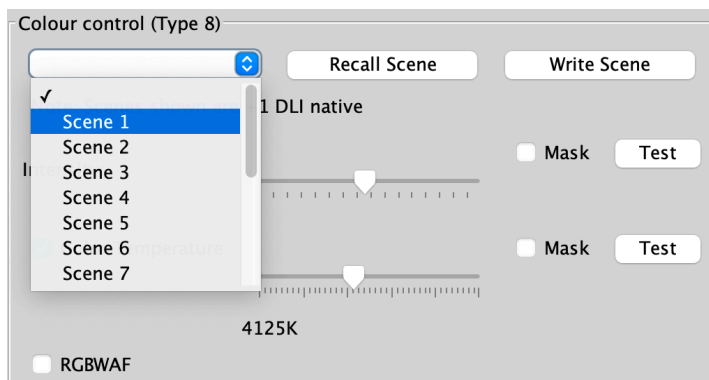 Colour control (Type 8)
Recall Scene Write Scene
1 DLI native
Scene 1
Scene 2
Scene 3
Mask Test
Scene 4
Scene 5
Scene 6
Mask Test
Scene 7
4125K
RGBWAF